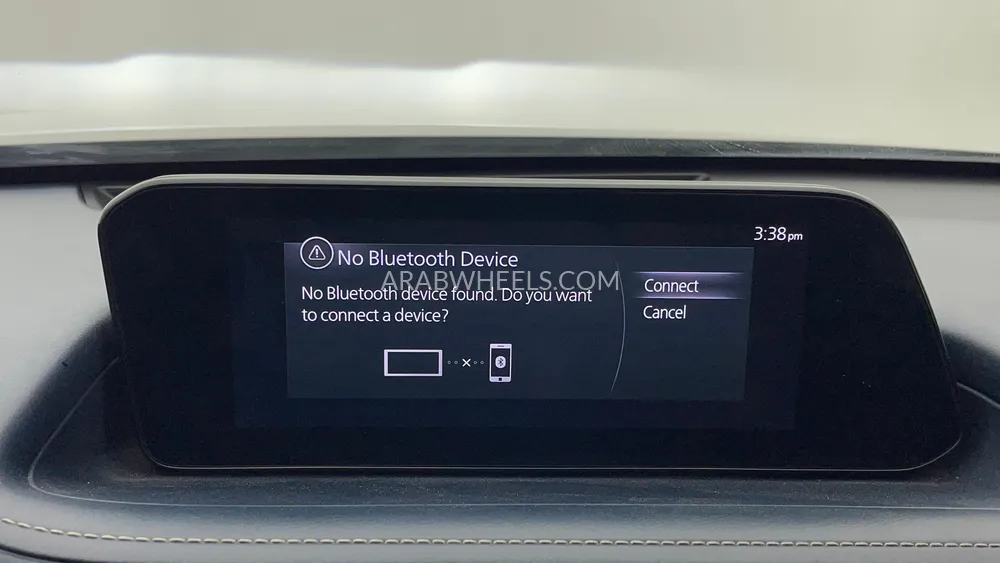 3:38pm
No Bluetooth Device
ARABWHEELS.COM
No Bluetooth device found. Do you want
to connect a device?
Connect
Cancel